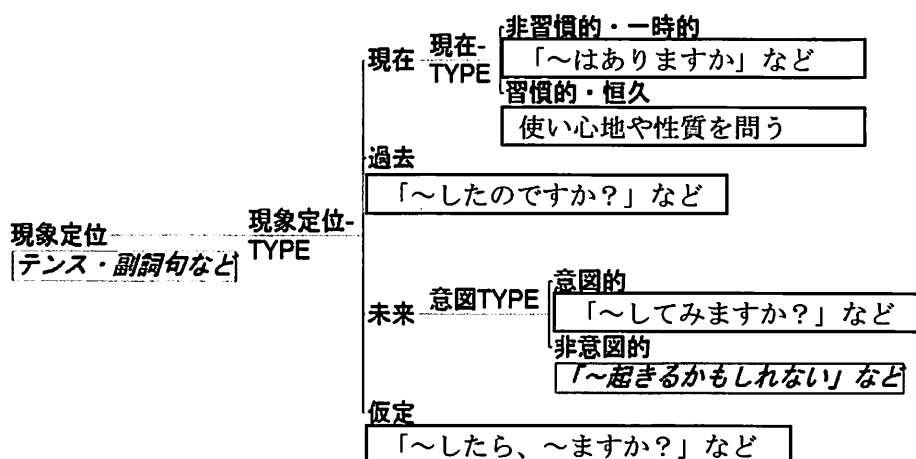 非習慣的・一時的
現在 現在-TYPE
「～はありますか」など
習慣的・恒久
使い心地や性質を問う
過去
「～したのですか？」など
現象定位 現象定位-TYPE
テンス・副詞句など
意図的
未来 意図TYPE
「～してみますか？」など
非意図的
「～起きるかもしれない」など
仮定
「～したら、～ますか？」など